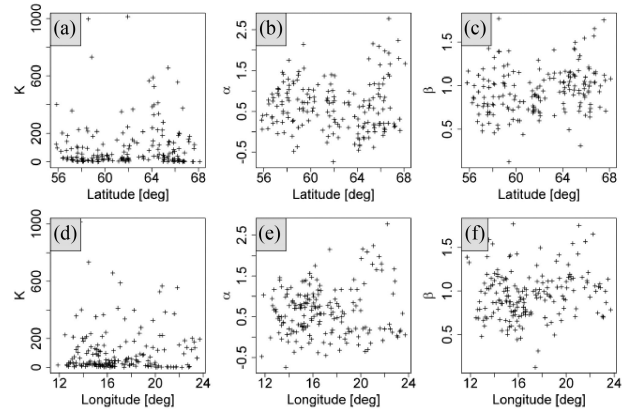 (a)
K
0 200 600 1000
56 60 64 68
Latitude [deg]
(b)
α
-0.5 0.5 1.5 2.5
56 60 64 68
Latitude [deg]
(c)
β
0.5 1.0 1.5
56 60 64 68
Latitude [deg]
(d)
K
0 200 600 1000
12 16 20 24
Longitude [deg]
(e)
α
-0.5 0.5 1.5 2.5
12 16 20 24
Longitude [deg]
(f)
β
0.5 1.0 1.5
12 16 20 24
Longitude [deg]